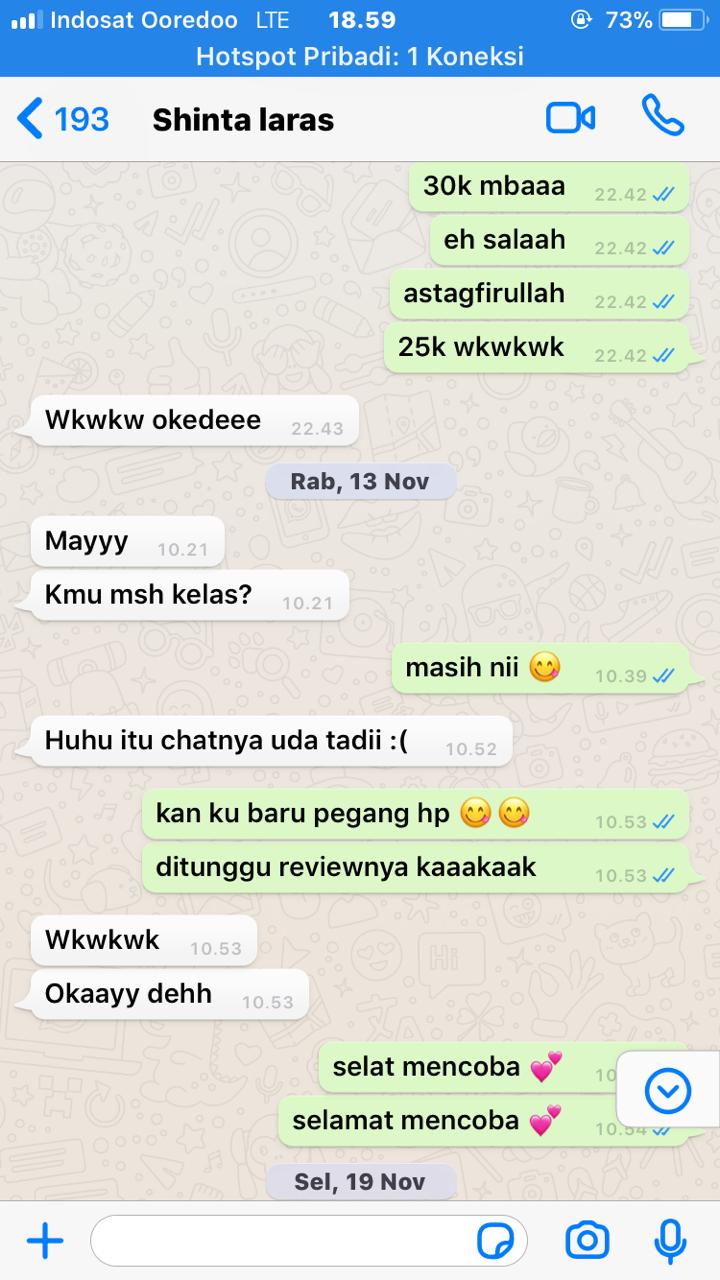 Indosat Ooredoo LTE 18.59 73%
Hotspot Pribadi: 1 Koneksi
193 Shinta laras
30k mbaaa 22.42
eh salaah 22.42
astagfirullah 22.42
25k wkwkwk 22.42
Wkwkw okedeee 22.43
Rab, 13 Nov
Mayyy 10.21
Kmu msh kelas? 10.21
masih nii 😋 10.39
Huhu itu chatnya uda tadii :( 10.52
kan ku baru pegang hp 😋😋 10.53
ditunggu reviewnya kaaakaak 10.53
Wkwkwk 10.53
Okaayy dehh 10.53
selat mencoba 💕 10
selamat mencoba 💕 10.54
Sel, 19 Nov